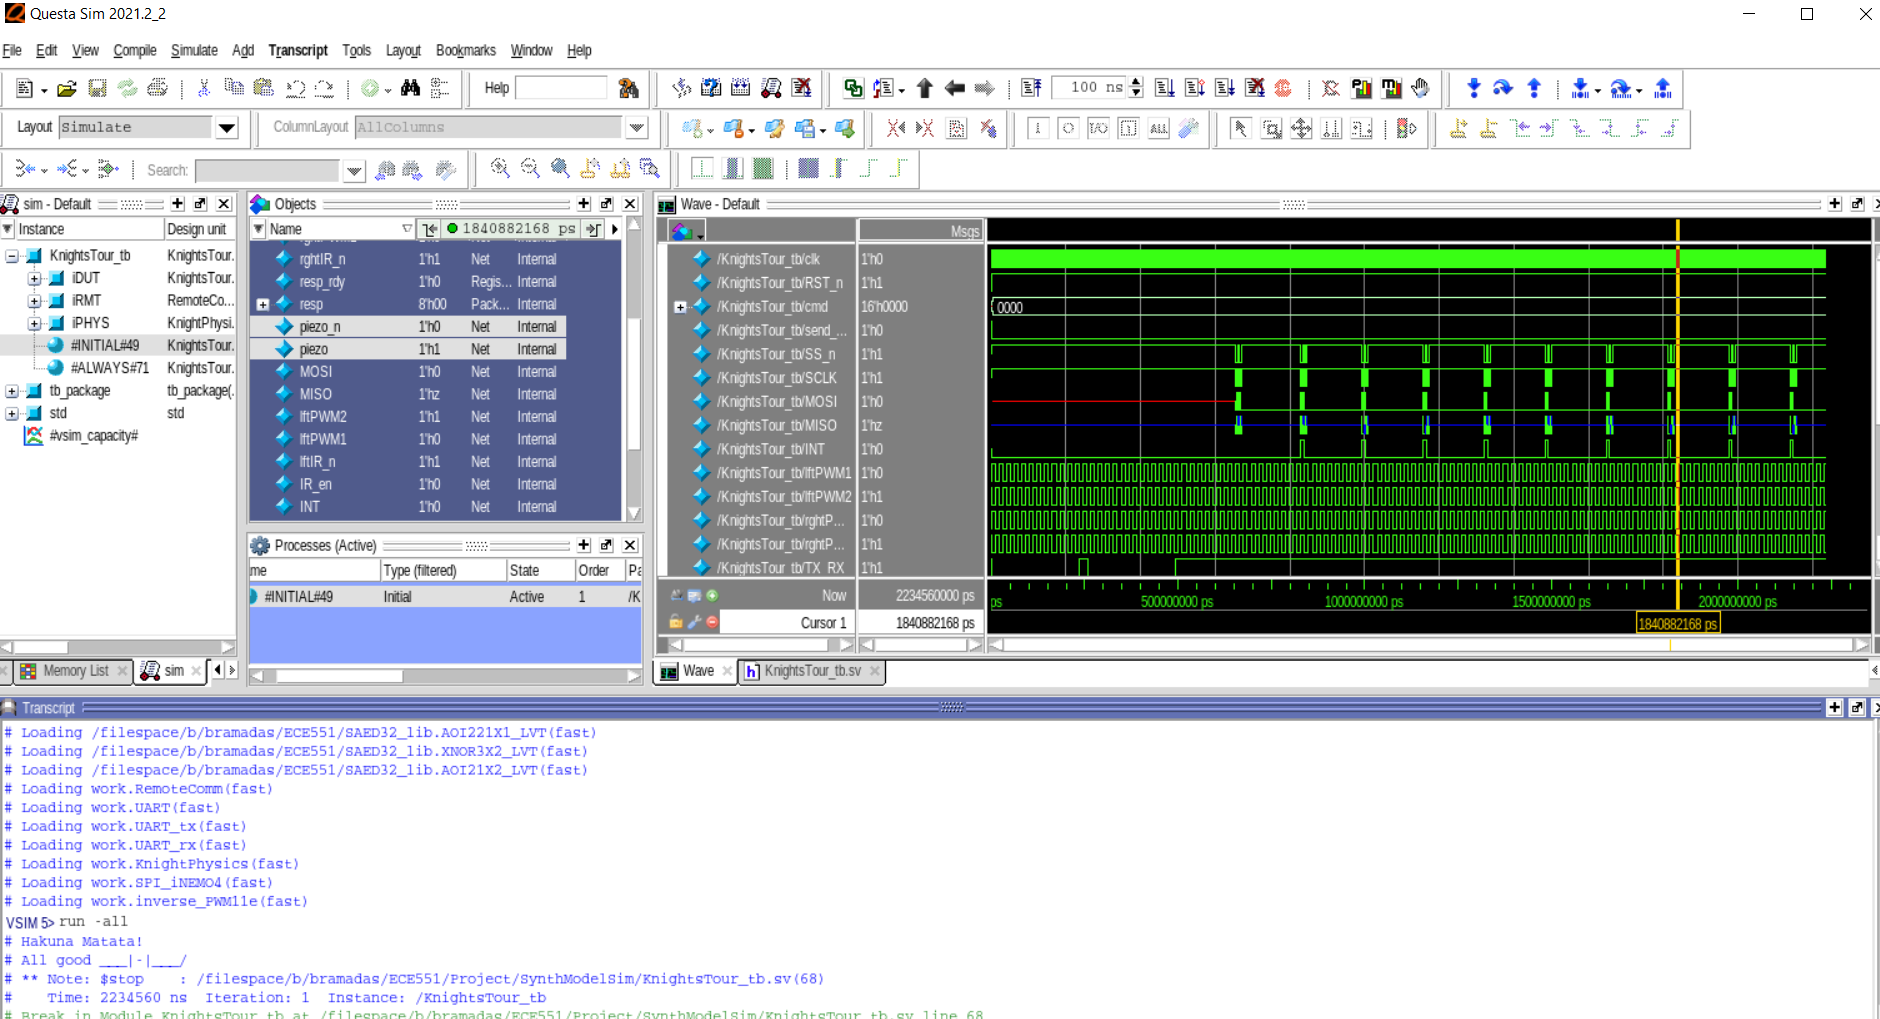 Questa Sim 2021.2_2
File Edit View Compile Simulate Add Transcript Tools Layout Bookmarks Window Help
Help 100 ns
Layout Simulate ColumnLayout AllColumns
Search:
sim - Default
Instance Design unit
KnightsTour_tb KnightsTour.
iDUT KnightsTour.
iRMT RemoteCo...
iPHYS KnightPhysi.
#INITIAL#49 KnightsTour.
#ALWAYS#71 KnightsTour.
tb_package tb_package(.
std std
#vsim_capacity#
Memory List sim
Objects
Name 1840882168 ps
rghtIR_n 1'h1 Net Internal
resp_rdy 1'h0 Regis... Internal
resp 8'h00 Pack... Internal
piezo_n 1'h0 Net Internal
piezo 1'h1 Net Internal
MOSI 1'h0 Net Internal
MISO 1'hz Net Internal
lftPWM2 1'h1 Net Internal
lftPWM1 1'h0 Net Internal
lftIR_n 1'h1 Net Internal
IR_en 1'h0 Net Internal
INT 1'h0 Net Internal
Processes (Active)
me Type (filtered) State Order Pa
#INITIAL#49 Initial Active 1 /K
Wave - Default
Msgs
/KnightsTour_tb/clk 1'h0
/KnightsTour_tb/RST_n 1'h1
/KnightsTour_tb/cmd 16'h0000 0000
/KnightsTour_tb/send_... 1'h0
/KnightsTour_tb/SS_n 1'h1
/KnightsTour_tb/SCLK 1'h1
/KnightsTour_tb/MOSI 1'h0
/KnightsTour_tb/MISO 1'hz
/KnightsTour_tb/INT 1'h0
/KnightsTour_tb/lftPWM1 1'h0
/KnightsTour_tb/lftPWM2 1'h1
/KnightsTour_tb/rghtP... 1'h0
/KnightsTour_tb/rghtP... 1'h1
/KnightsTour_tb/TX_RX 1'h1
Now 2234560000 ps ps 500000000 ps 1000000000 ps 1500000000 ps 2000000000 ps
Cursor 1 1840882168 ps 1840882168 ps
Wave KnightsTour_tb.sv
Transcript
# Loading /filespace/b/bramadas/ECE551/SAED32_lib.AOI221X1_LVT(fast)
# Loading /filespace/b/bramadas/ECE551/SAED32_lib.XNOR3X2_LVT(fast)
# Loading /filespace/b/bramadas/ECE551/SAED32_lib.AOI21X2_LVT(fast)
# Loading work.RemoteComm(fast)
# Loading work.UART(fast)
# Loading work.UART_tx(fast)
# Loading work.UART_rx(fast)
# Loading work.KnightPhysics(fast)
# Loading work.SPI_iNEMO4(fast)
# Loading work.inverse_PWM11e(fast)
VSIM 5> run -all
# Hakuna Matata!
# All good ___|-|___/
# ** Note: $stop : /filespace/b/bramadas/ECE551/Project/SynthModelSim/KnightsTour_tb.sv(68)
# Time: 2234560 ns Iteration: 1 Instance: /KnightsTour_tb
# Break in Module KnightsTour_tb at /filespace/b/bramadas/ECE551/Project/SynthModelSim/KnightsTour_tb.sv line 68